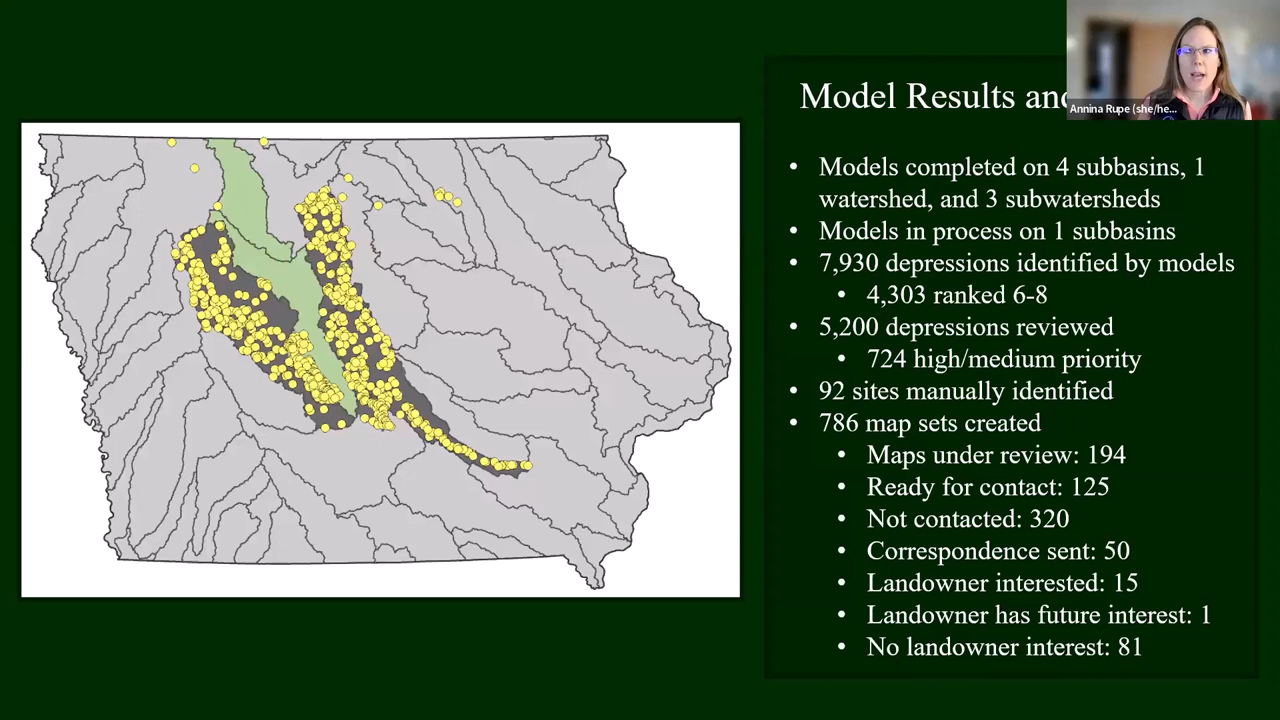 Annina Rupe (she/he...
Model Results and
• Models completed on 4 subbasins, 1
watershed, and 3 subwatersheds
• Models in process on 1 subbasins
• 7,930 depressions identified by models
• 4,303 ranked 6-8
• 5,200 depressions reviewed
• 724 high/medium priority
• 92 sites manually identified
• 786 map sets created
• Maps under review: 194
• Ready for contact: 125
• Not contacted: 320
• Correspondence sent: 50
• Landowner interested: 15
• Landowner has future interest: 1
• No landowner interest: 81